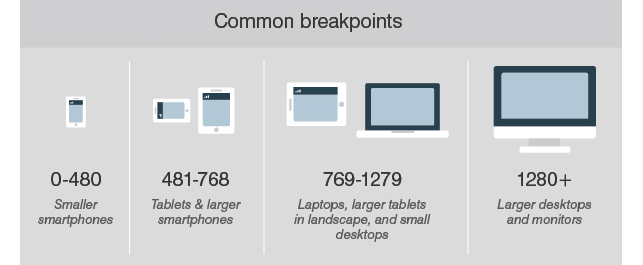 Common breakpoints
0-480
Smaller
smartphones
481-768
Tablets & larger
smartphones
769-1279
Laptops, larger tablets
in landscape, and small
desktops
1280+
Larger desktops
and monitors